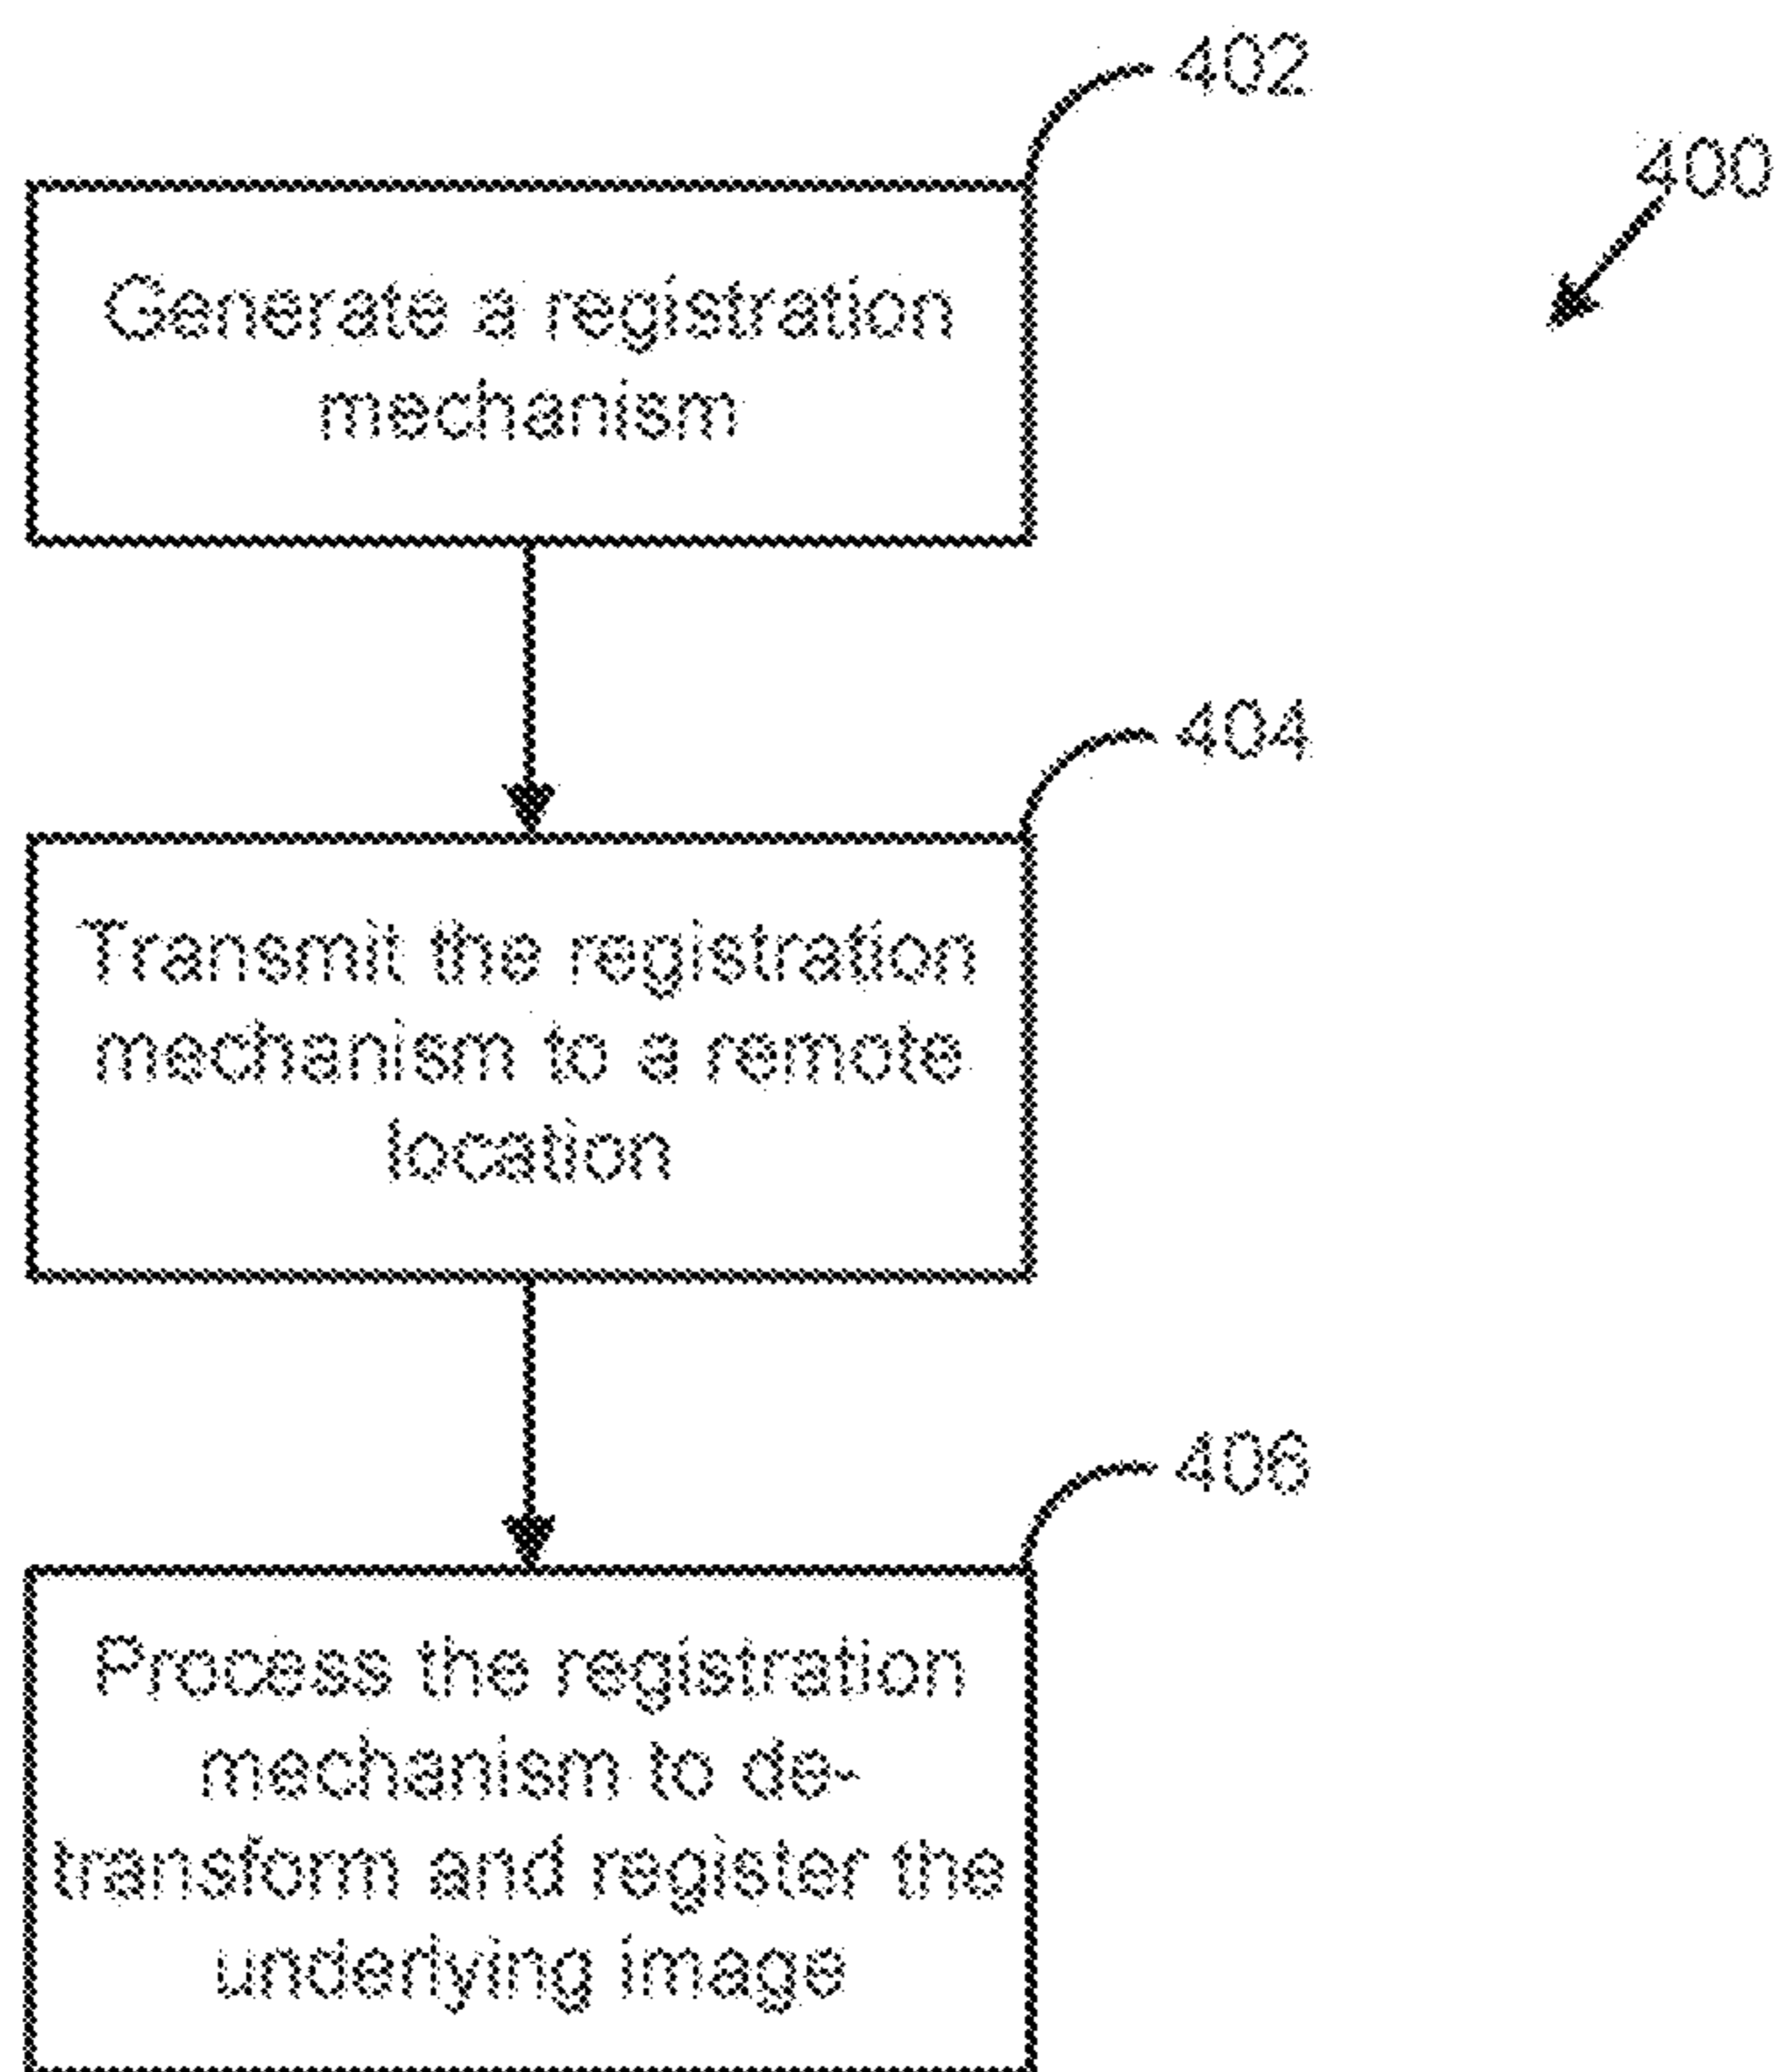 402
400
Generate a registration
mechanism
404
Transmit the registration
mechanism to a remote
location
406
Process the registration
mechanism to de-
transform and register the
underlying image